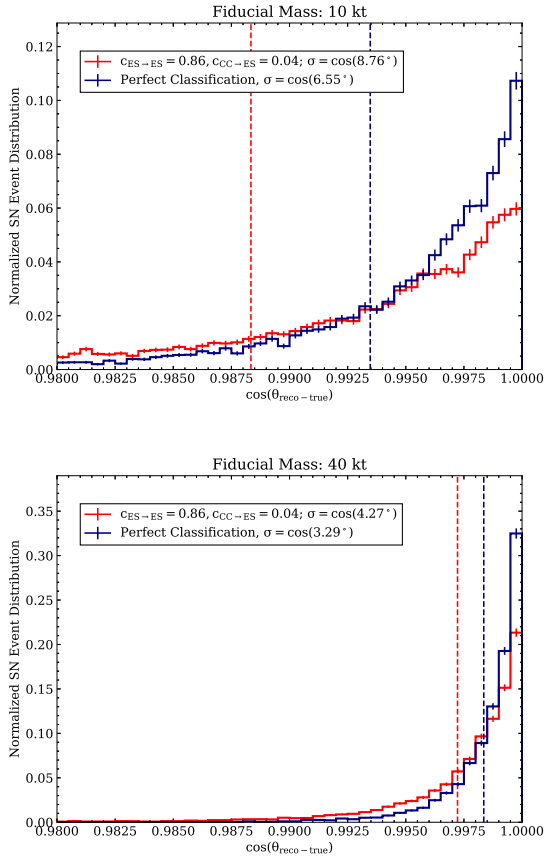 Fiducial Mass: 10 kt
Normalized SN Event Distribution
0.12
0.10
0.08
0.06
0.04
0.02
0.00
c_ES→ES = 0.86, c_CC→ES = 0.04; σ = cos(8.76°)
Perfect Classification, σ = cos(6.55°)
0.9800 0.9825 0.9850 0.9875 0.9900 0.9925 0.9950 0.9975 1.0000
cos(θ_reco−true)
Fiducial Mass: 40 kt
Normalized SN Event Distribution
0.35
0.30
0.25
0.20
0.15
0.10
0.05
0.00
c_ES→ES = 0.86, c_CC→ES = 0.04; σ = cos(4.27°)
Perfect Classification, σ = cos(3.29°)
0.9800 0.9825 0.9850 0.9875 0.9900 0.9925 0.9950 0.9975 1.0000
cos(θ_reco−true)